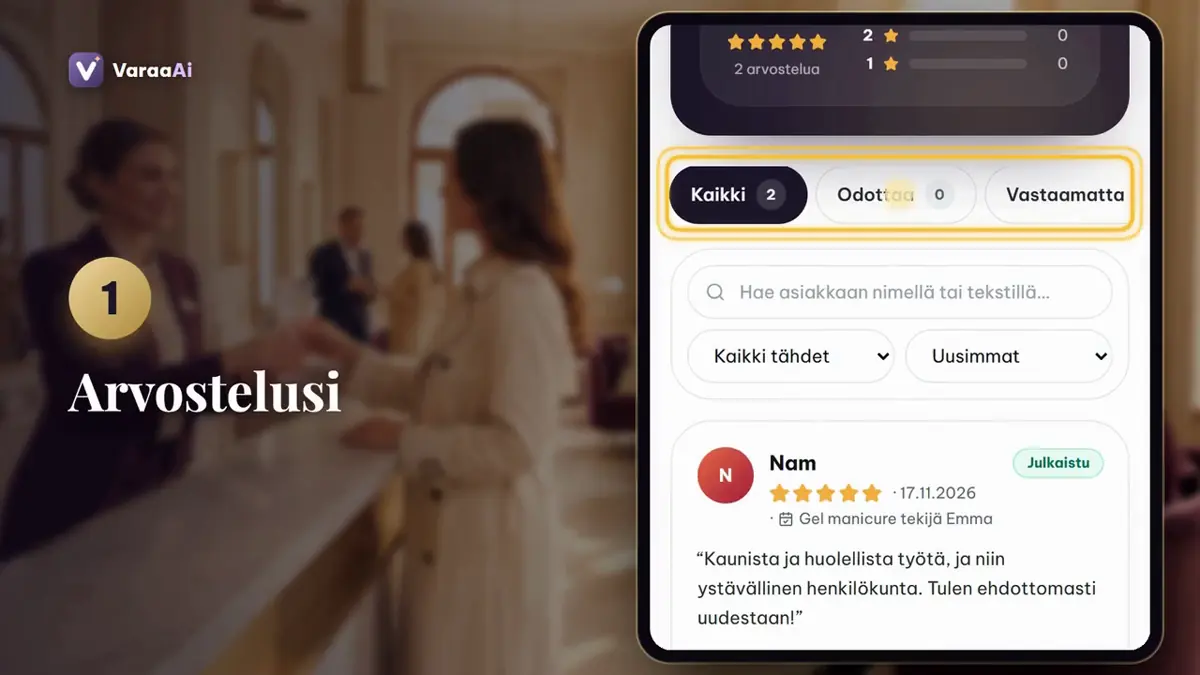 VaraaAi
1
Arvostelusi
2 0
2 arvostelua
1 0
Kaikki 2
Odottaa 0
Vastaamatta
Hae asiakkaan nimellä tai tekstillä...
Kaikki tähdet
Uusimmat
N
Nam
Julkaistu
· 17.11.2026
· Gel manicure tekijä Emma
“Kaunista ja huolellista työtä, ja niin
ystävällinen henkilökunta. Tulen ehdottomasti
uudestaan!”